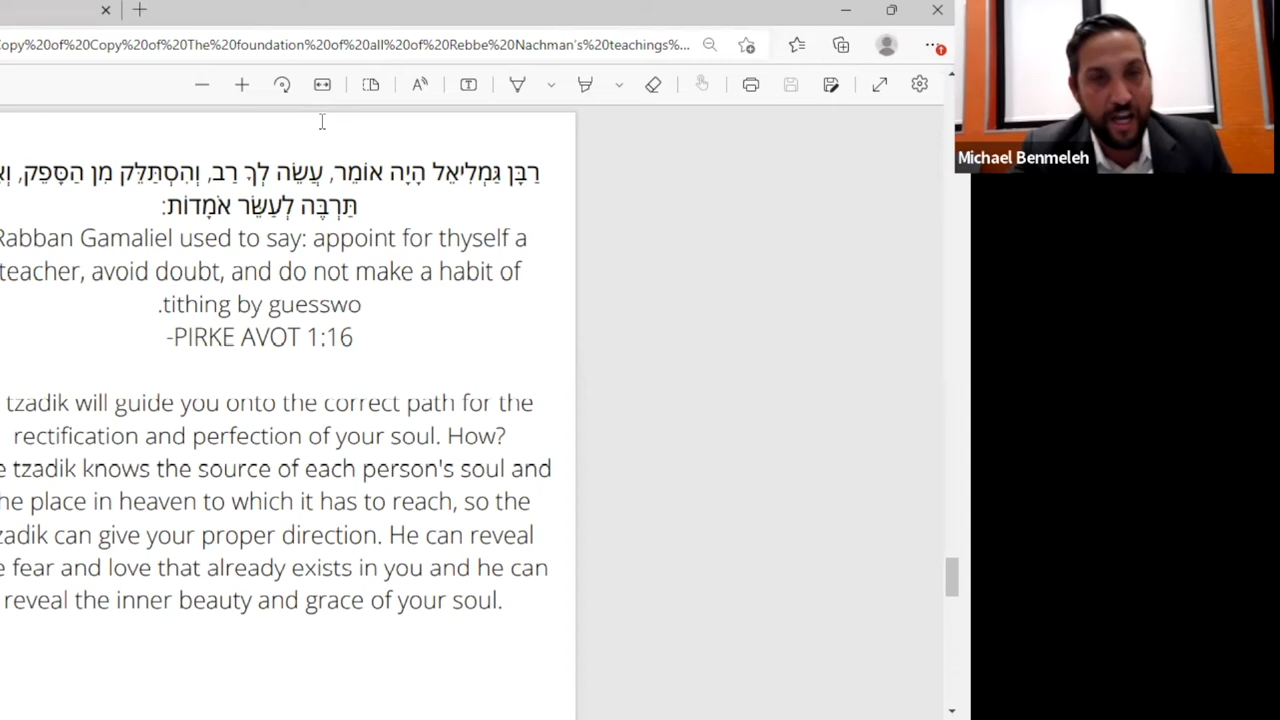 opy%20of%20Copy%20of%20The%20foundation%20of%20all%20of%20Rebbe%20Nachman's%20teachings%...
Michael Benmeleh
רַבָּן גַּמְלִיאֵל הָיָה אוֹמֵר, עֲשֵׂה לְךָ רַב, וְהִסְתַּלֵּק מִן הַסָּפֵק,
תַּרְבֶּה לְעַשֵּׂר אֹמָדוֹת:
Rabban Gamaliel used to say: appoint for thyself a
teacher, avoid doubt, and do not make a habit of
.tithing by guesswo
-PIRKE AVOT 1:16
tzadik will guide you onto the correct path for the
rectification and perfection of your soul. How?
e tzadik knows the source of each person's soul and
he place in heaven to which it has to reach, so the
zadik can give your proper direction. He can reveal
e fear and love that already exists in you and he can
reveal the inner beauty and grace of your soul.